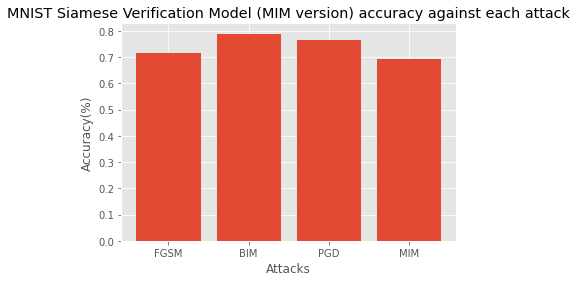 MNIST Siamese Verification Model (MIM version) accuracy against each attack
0.8
0.7
0.6
0.5
0.4
0.3
0.2
0.1
0.0
Accuracy(%)
FGSM BIM PGD MIM
Attacks